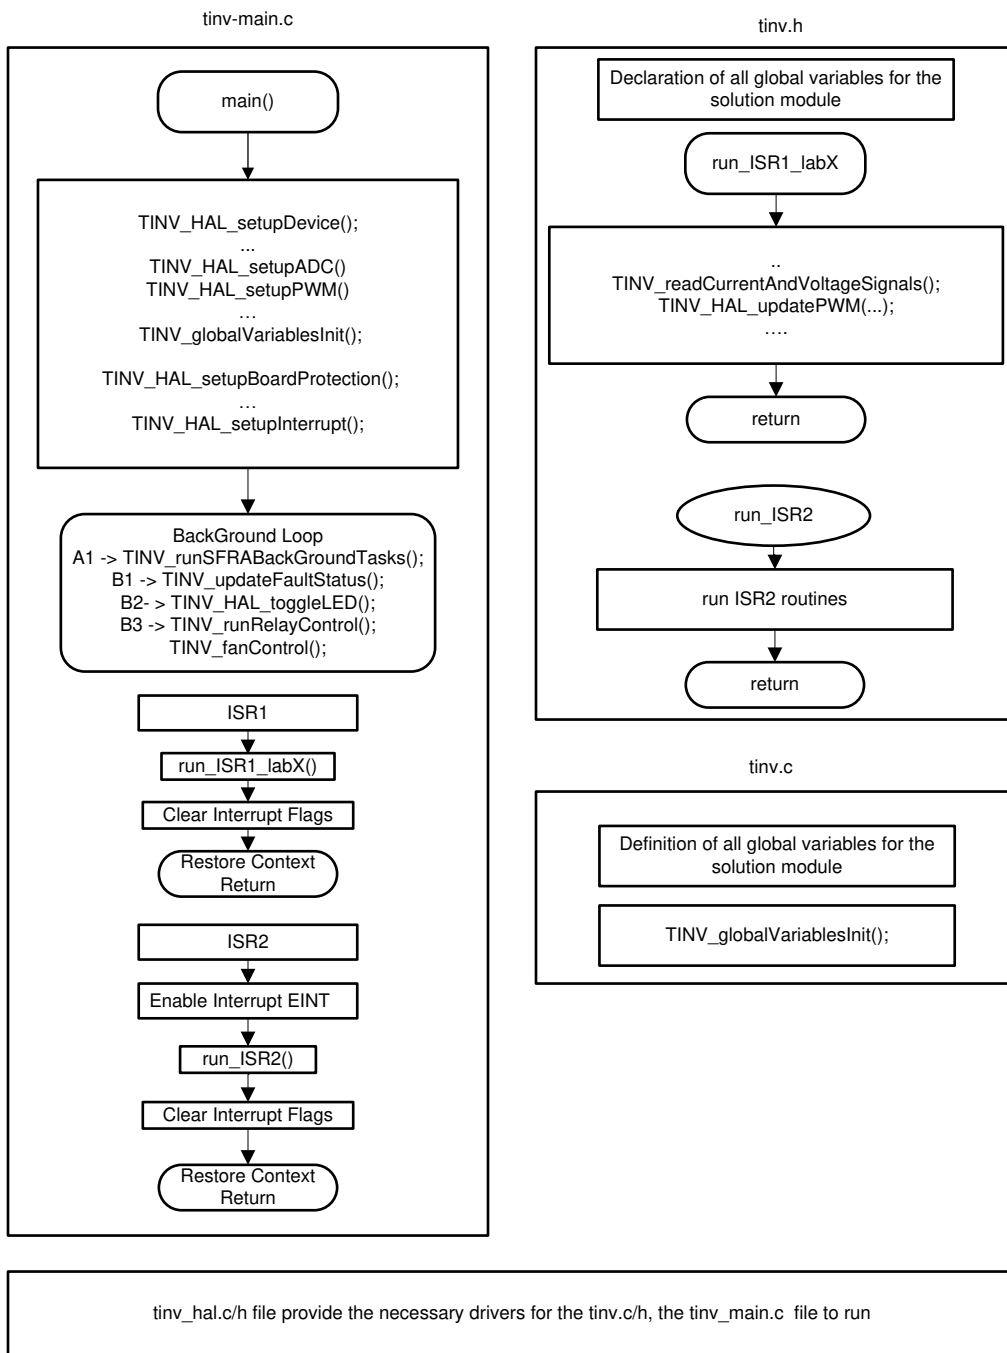 tinv-main.c
main()
TINV_HAL_setupDevice();
...
TINV_HAL_setupADC()
TINV_HAL_setupPWM()
...
TINV_globalVariablesInit();
TINV_HAL_setupBoardProtection();
...
TINV_HAL_setupInterrupt();
BackGround Loop
A1 -> TINV_runSFRABackGroundTasks();
B1 -> TINV_updateFaultStatus();
B2- > TINV_HAL_toggleLED();
B3 -> TINV_runRelayControl();
TINV_fanControl();
ISR1
run_ISR1_labX()
Clear Interrupt Flags
Restore Context
Return
ISR2
Enable Interrupt EINT
run_ISR2()
Clear Interrupt Flags
Restore Context
Return
tinv.h
Declaration of all global variables for the
solution module
run_ISR1_labX
..
TINV_readCurrentAndVoltageSignals();
TINV_HAL_updatePWM(...);
....
return
run_ISR2
run ISR2 routines
return
tinv.c
Definition of all global variables for the
solution module
TINV_globalVariablesInit();
tinv_hal.c/h file provide the necessary drivers for the tinv.c/h, the tinv_main.c  file to run